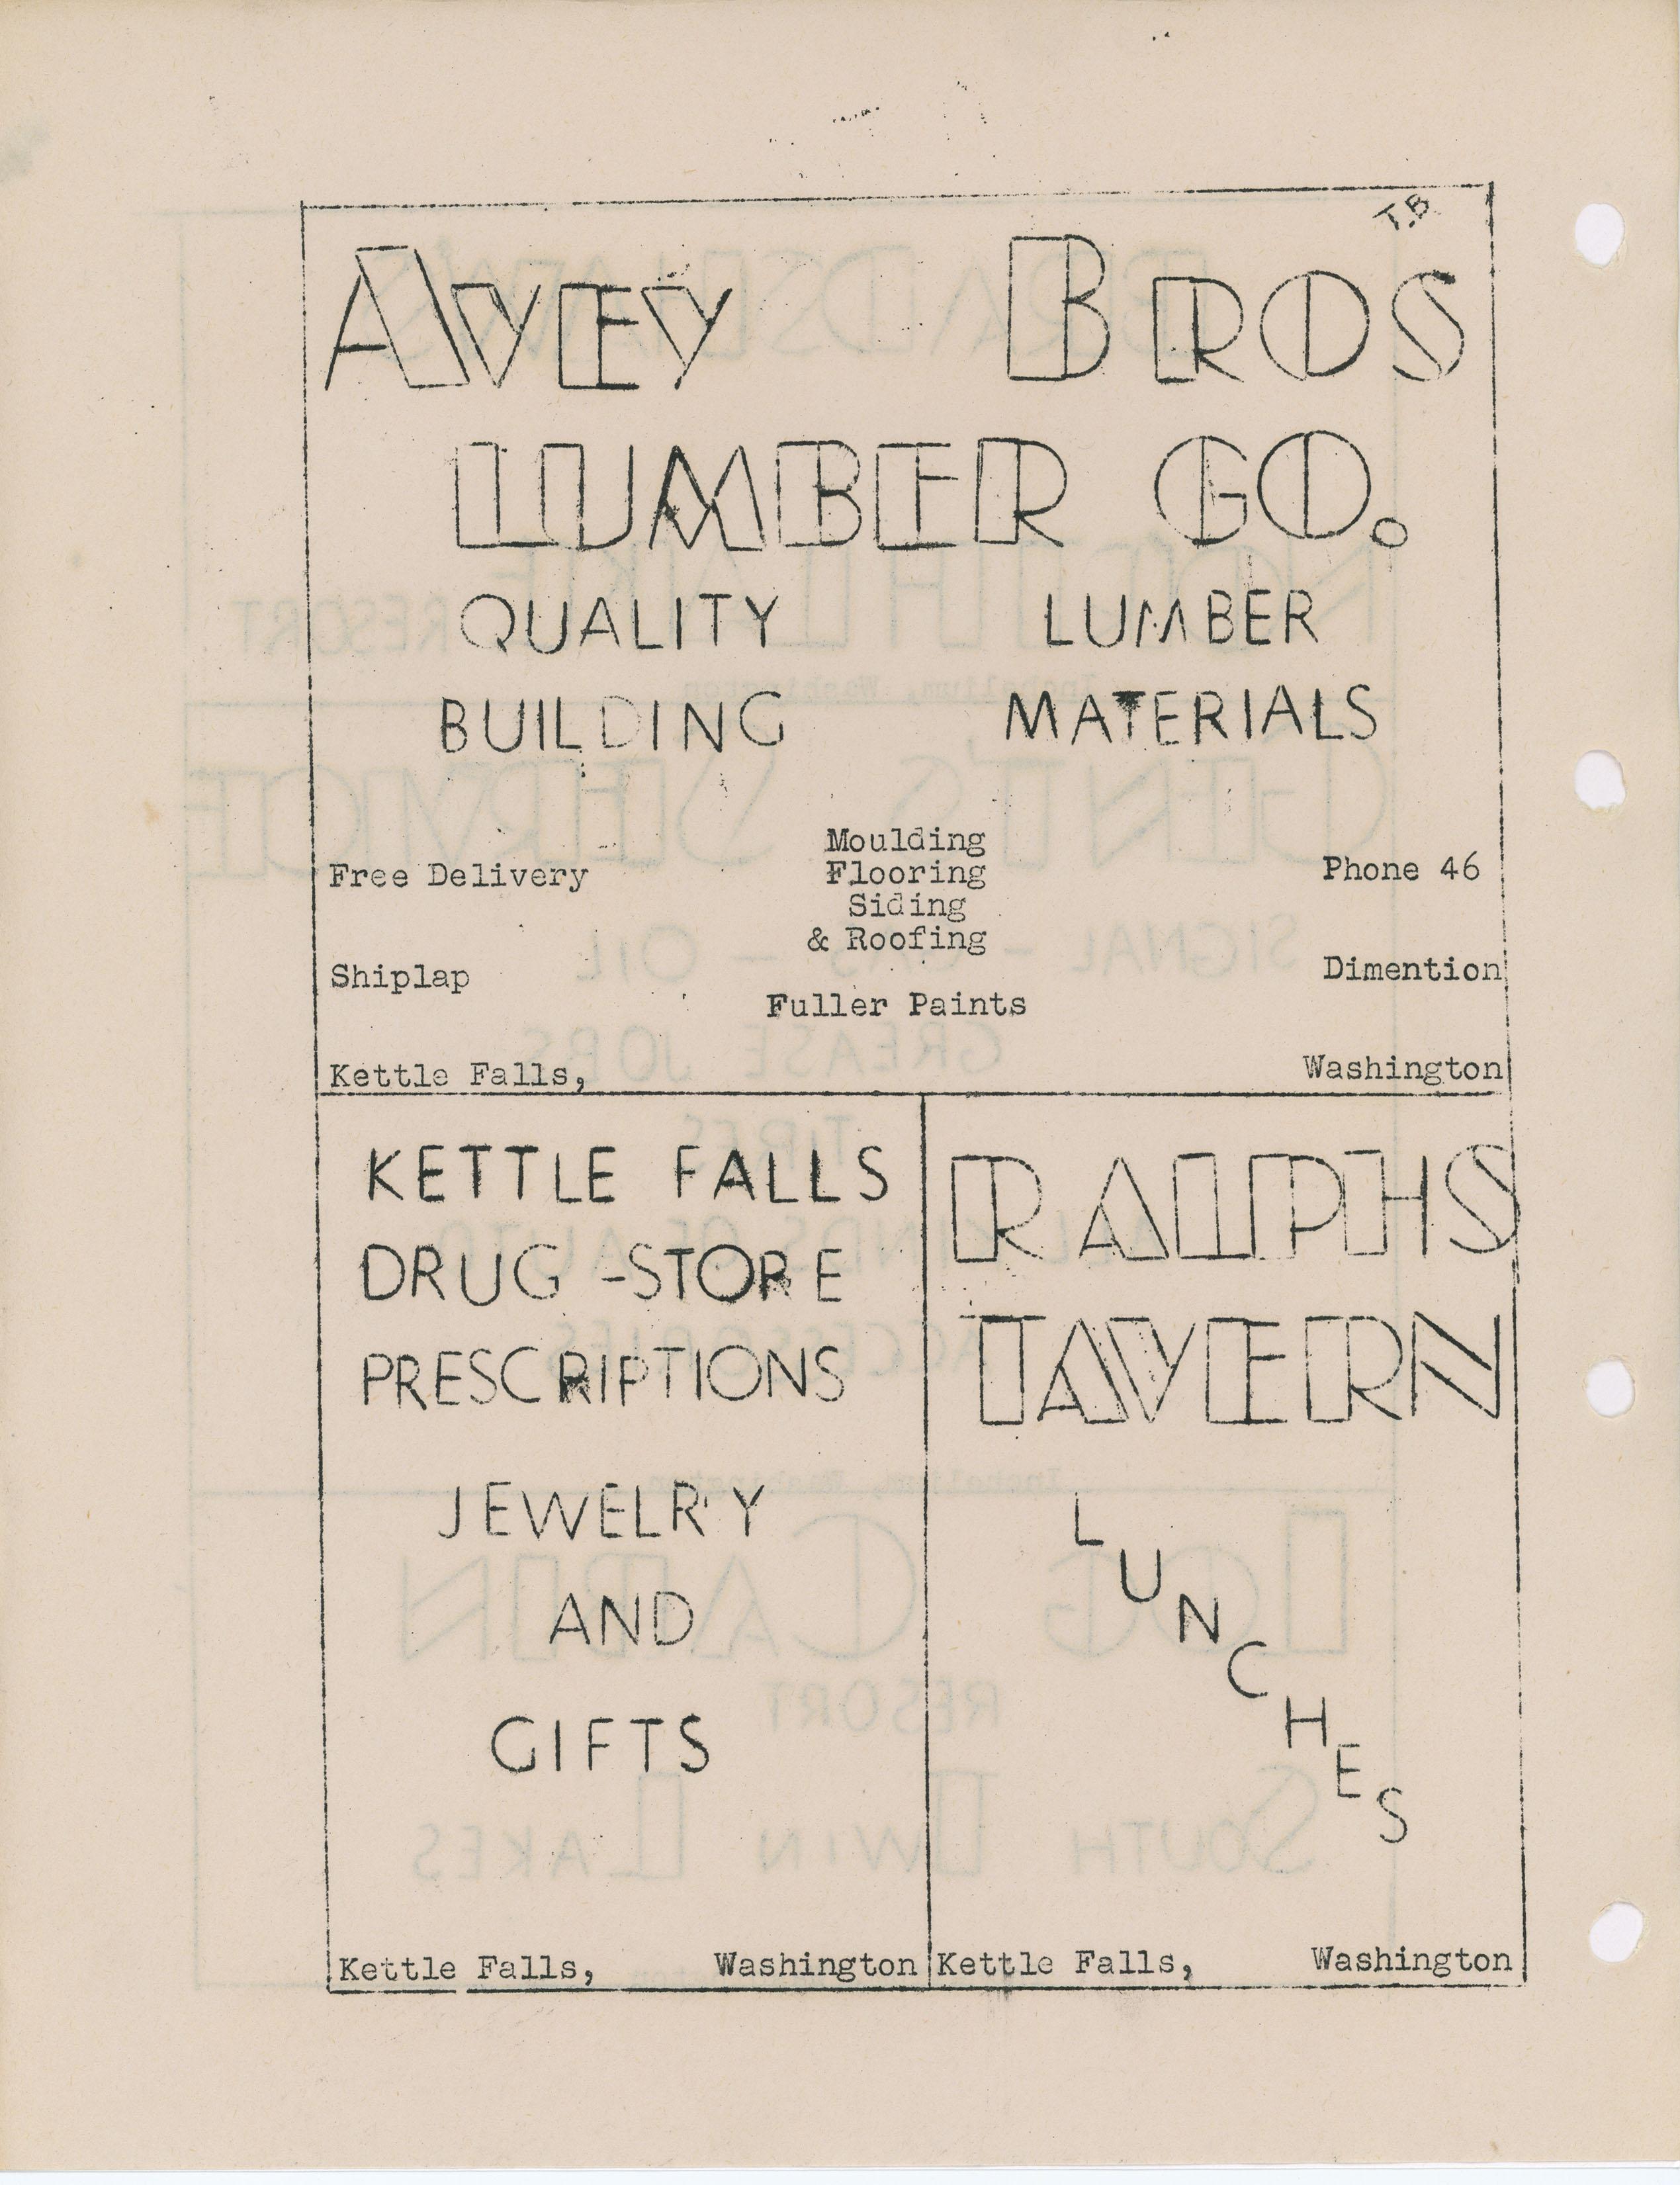 T.B
AVEY BROS
LUMBER CO.
QUALITY LUMBER
BUILDING MATERIALS
Moulding
Free Delivery Flooring Phone 46
Siding
& Roofing
Shiplap Dimention
Fuller Paints
Kettle Falls, Washington
KETTLE FALLS
DRUG -STORE
PRESCRIPTIONS
JEWELRY
AND
GIFTS
Kettle Falls, Washington
RALPHS
TAVERN
LUNCHES
Kettle Falls, Washington